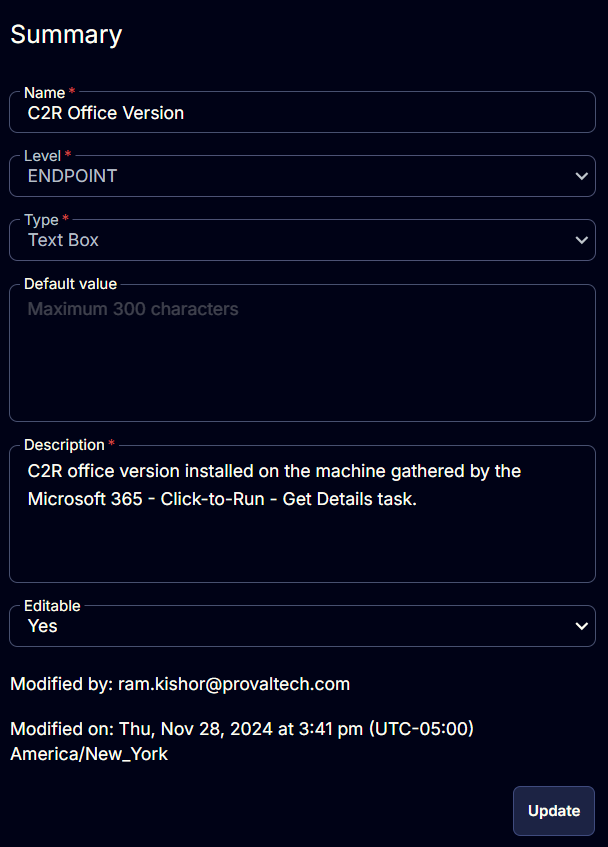 Summary
Name *
C2R Office Version
Level *
ENDPOINT
Type *
Text Box
Default value
Maximum 300 characters
Description *
C2R office version installed on the machine gathered by the
Microsoft 365 - Click-to-Run - Get Details task.
Editable
Yes
Modified by: ram.kishor@provaltech.com
Modified on: Thu, Nov 28, 2024 at 3:41 pm (UTC-05:00)
America/New_York
Update